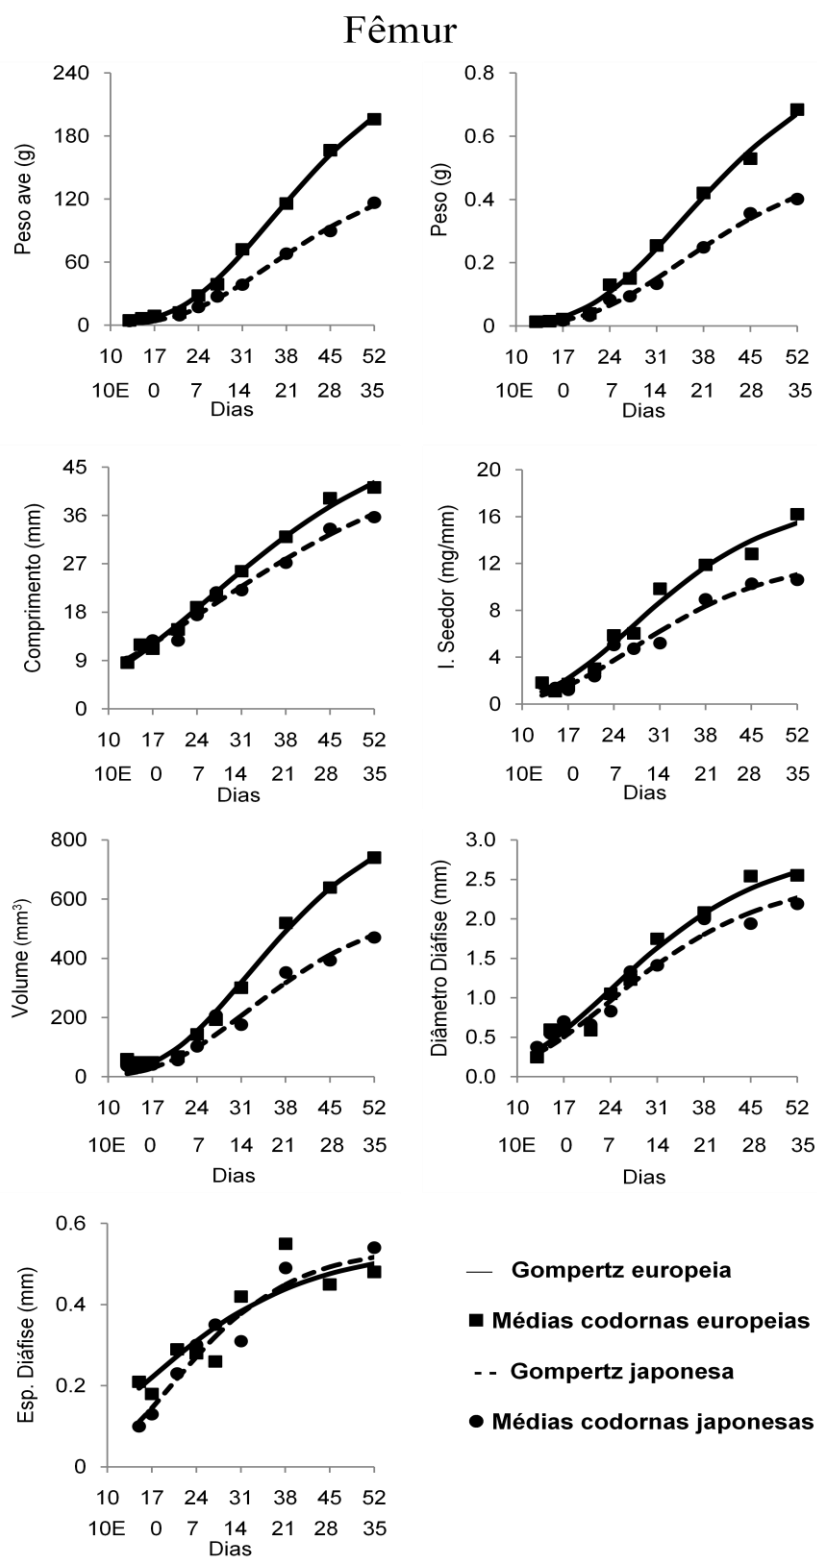 Fêmur
Peso ave (g)
240
180
120
60
0
10 17 24 31 38 45 52
10E 0 7 14 21 28 35
Dias
Peso (g)
0.8
0.6
0.4
0.2
0
10 17 24 31 38 45 52
10E 0 7 14 21 28 35
Dias
Comprimento (mm)
45
36
27
18
9
0
10 17 24 31 38 45 52
10E 0 7 14 21 28 35
Dias
I. Seedor (mg/mm)
20
16
12
8
4
0
10 17 24 31 38 45 52
10E 0 7 14 21 28 35
Dias
Volume (mm³)
800
600
400
200
0
10 17 24 31 38 45 52
10E 0 7 14 21 28 35
Dias
Diâmetro Diáfise (mm)
3.0
2.5
2.0
1.5
1.0
0.5
0.0
10 17 24 31 38 45 52
10E 0 7 14 21 28 35
Dias
Esp. Diáfise (mm)
0.6
0.4
0.2
0
10 17 24 31 38 45 52
10E 0 7 14 21 28 35
Dias
Gompertz europeia
Médias codornas europeias
Gompertz japonesa
Médias codornas japonesas